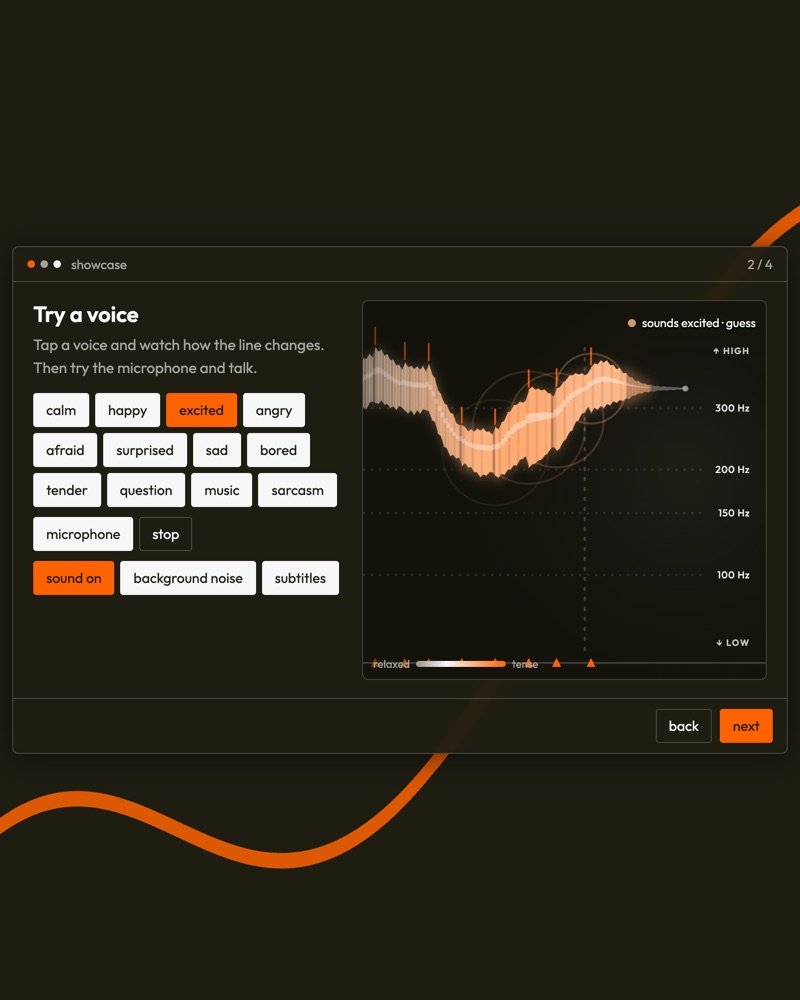 showcase
2 / 4
Try a voice
Tap a voice and watch how the line changes.
Then try the microphone and talk.
calm
happy
excited
angry
afraid
surprised
sad
bored
tender
question
music
sarcasm
microphone
stop
sound on
background noise
subtitles
sounds excited · guess
↑ HIGH
300 Hz
200 Hz
150 Hz
100 Hz
↓ LOW
relaxed
tense
back
next